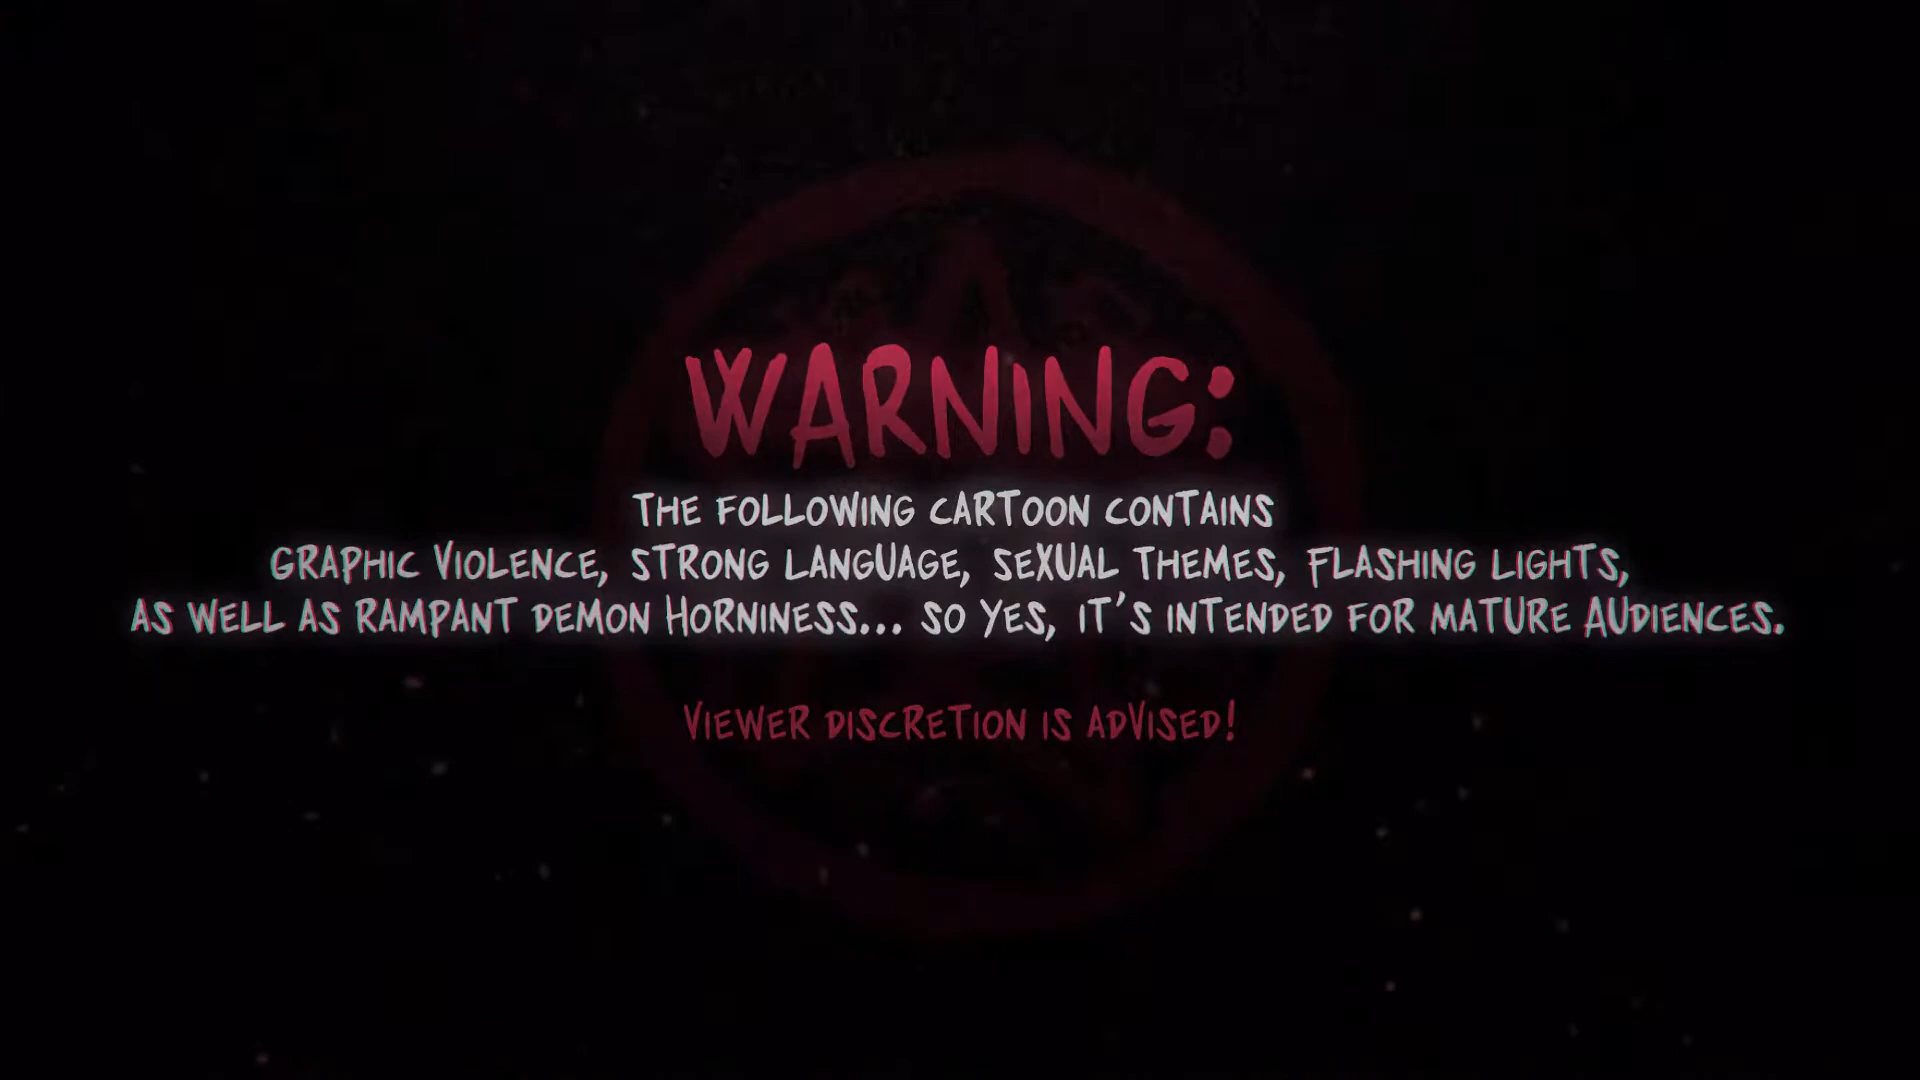 WARNING:
THE FOLLOWING CARTOON CONTAINS
GRAPHIC VIOLENCE, STRONG LANGUAGE, SEXUAL THEMES, FLASHING LIGHTS,
AS WELL AS RAMPANT DEMON HORNINESS... SO YES, IT'S INTENDED FOR MATURE AUDIENCES.
VIEWER DISCRETION IS ADVISED!